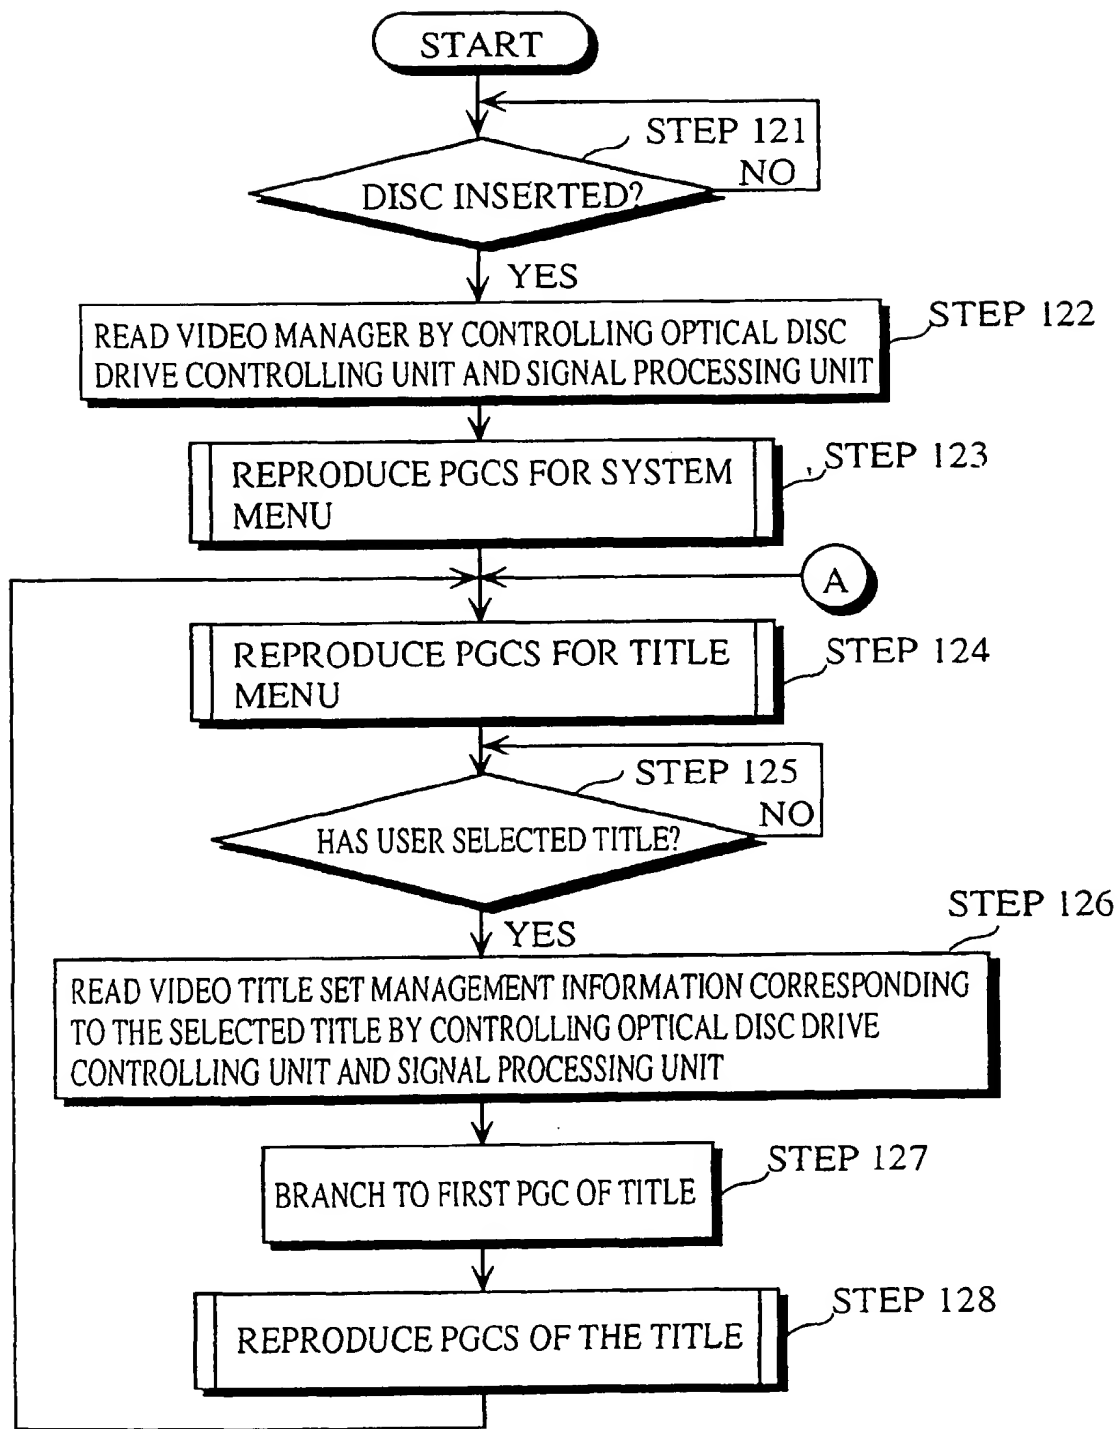 START
STEP 121
NO
DISC INSERTED?
YES
STEP 122
READ VIDEO MANAGER BY CONTROLLING OPTICAL DISC
DRIVE CONTROLLING UNIT AND SIGNAL PROCESSING UNIT
STEP 123
REPRODUCE PGCS FOR SYSTEM
MENU
A
STEP 124
REPRODUCE PGCS FOR TITLE
MENU
STEP 125
NO
HAS USER SELECTED TITLE?
YES
STEP 126
READ VIDEO TITLE SET MANAGEMENT INFORMATION CORRESPONDING
TO THE SELECTED TITLE BY CONTROLLING OPTICAL DISC DRIVE
CONTROLLING UNIT AND SIGNAL PROCESSING UNIT
STEP 127
BRANCH TO FIRST PGC OF TITLE
STEP 128
REPRODUCE PGCS OF THE TITLE